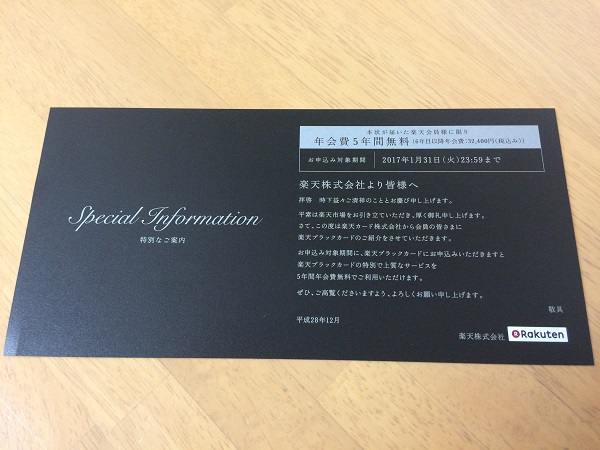 Special Information
特別なご案内
本状が届いた楽天会員様に限り
年会費5年間無料(6年目以降年会費:32,400円(税込み))
お申込み対象期間 2017年1月31日(火)23:59まで
楽天株式会社より皆様へ
拝啓 時下益々ご清祥のこととお慶び申し上げます。
平素は楽天市場をお引き立ていただき、厚く御礼申し上げます。
さて、この度は楽天カード株式会社から会員の皆さまに
楽天ブラックカードのご紹介をさせていただきます。
お申込み対象期間に、楽天ブラックカードにお申込みいただきますと
楽天ブラックカードの特別で上質なサービスを
5年間年会費無料でご利用いただけます。
ぜひ、ご高覧くださいますよう、よろしくお願い申し上げます。
敬具
平成28年12月
楽天株式会社 R Rakuten